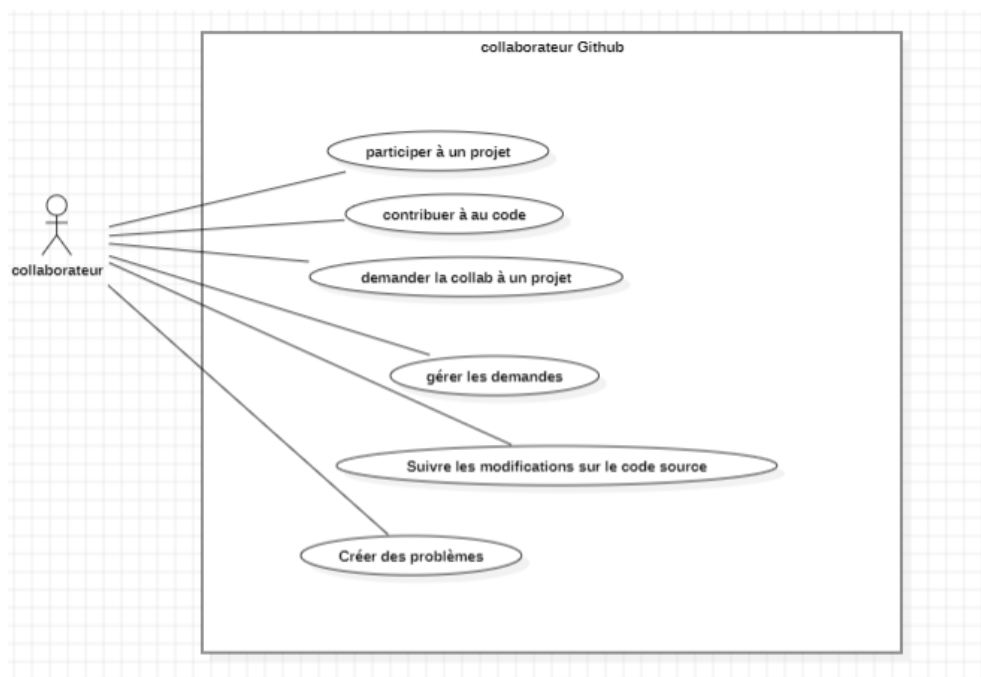 collaborateur Github
participer à un projet
contribuer à au code
collaborateur
demander la collab à un projet
gérer les demandes
Suivre les modifications sur le code source
Créer des problèmes